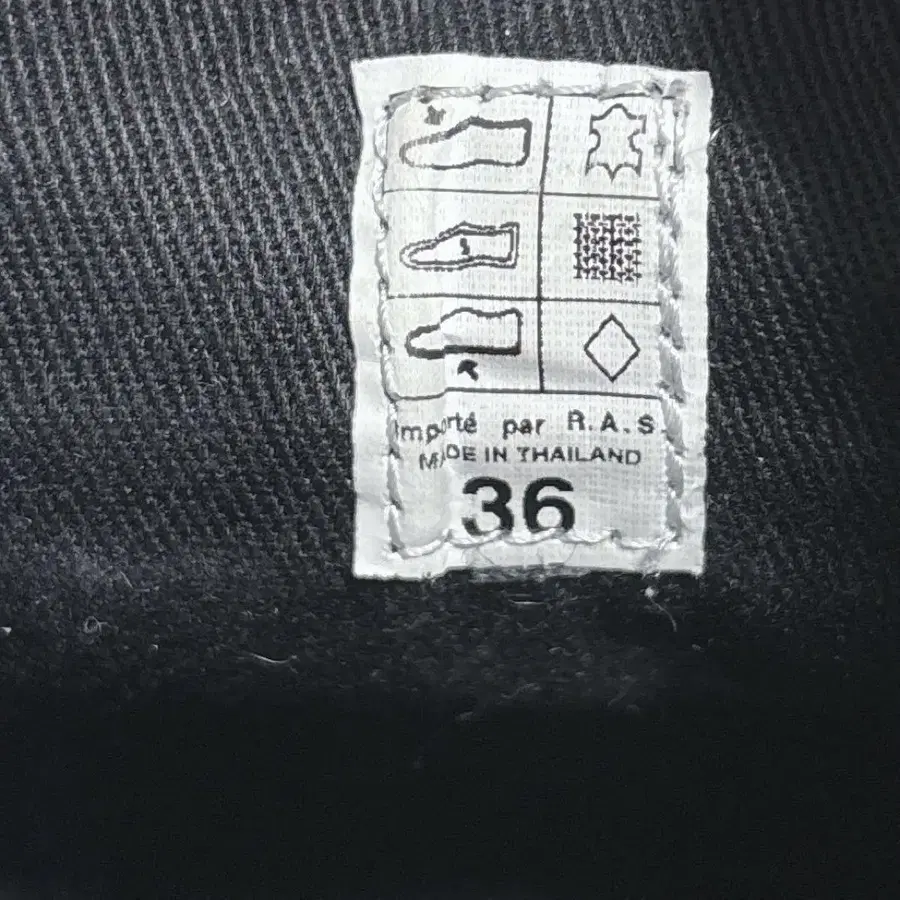 Importé par R.A.S.
MADE IN THAILAND
36